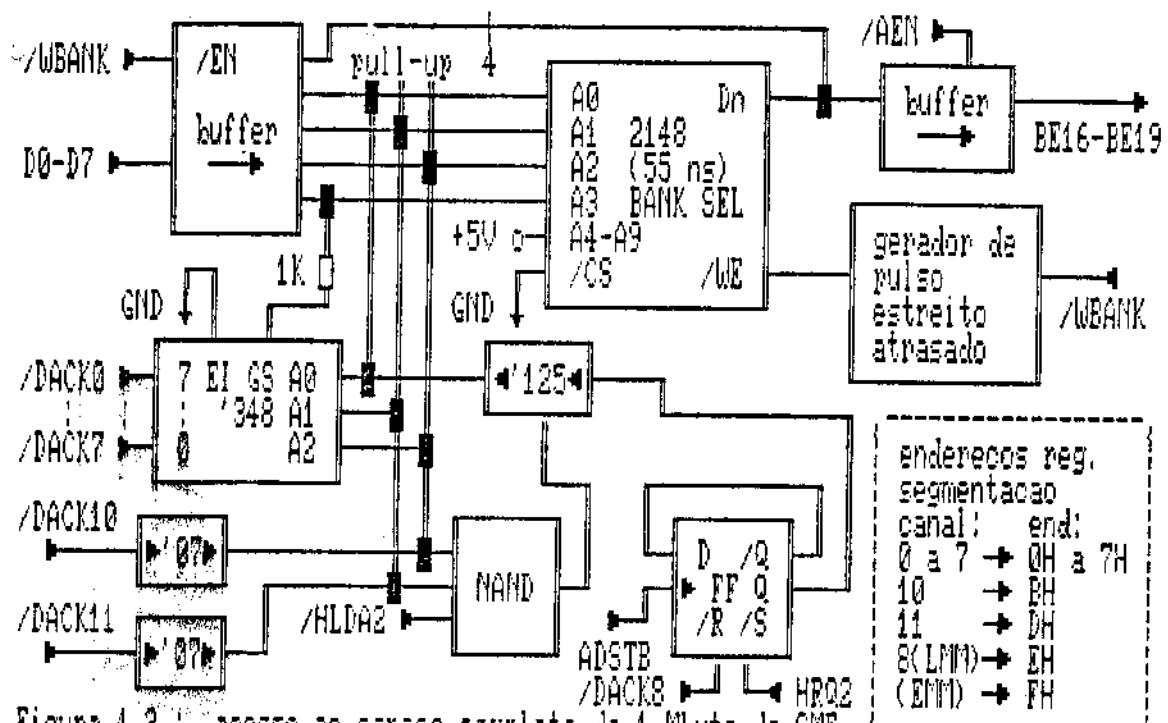 /WBANK
/EN
buffer
D0-D7
pull-up 4
A0 Dn
A1 2148
A2 (55 ns)
A3 BANK SEL
+5V A4-A9
/CS /WE
GND
/AEN
buffer
BE16-BE19
gerador de
pulso
estreito
atrasado
/WBANK
1K
GND
/DACK0
/DACK7
7 EI GS A0
'348 A1
0 A2
'125
/DACK10
'07
/DACK11
'07
/HLDA2
NAND
D /Q
FF Q
/R /S
ADSTB
/DACK8
HRQ2
enderecos reg.
segmentacao
canal: end:
0 a 7 → 0H a 7H
10 → BH
11 → DH
8(LMM) → EH
(EMM) → FH
Figura 4.3